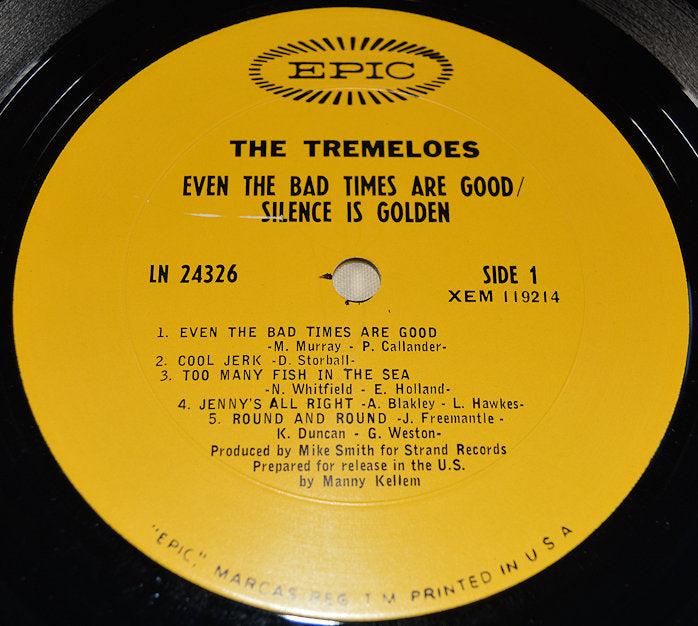 EPIC
THE TREMELOES
EVEN THE BAD TIMES ARE GOOD/
SILENCE IS GOLDEN
LN 24326
SIDE 1
XEM 119214
1. EVEN THE BAD TIMES ARE GOOD
-M. Murray - P. Callander-
2. COOL JERK -D. Storball-
3. TOO MANY FISH IN THE SEA
-N. Whitfield - E. Holland-
4. JENNY'S ALL RIGHT -A. Blakley - L. Hawkes-
5. ROUND AND ROUND -J. Freemantle -
K. Duncan - G. Weston-
Produced by Mike Smith for Strand Records
Prepared for release in the U.S.
by Manny Kellem
"EPIC," MARCAS REG. T.M. PRINTED IN U S A